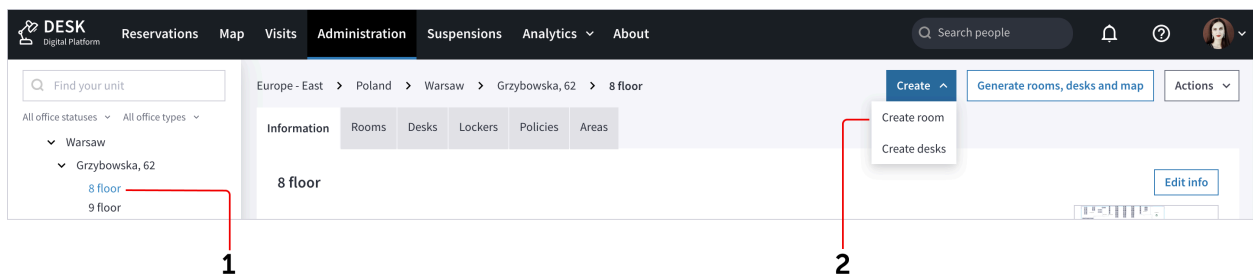 DESK
Digital Platform
Reservations Map Visits Administration Suspensions Analytics About
Search people
Find your unit
All office statuses All office types
Warsaw
Grzybowska, 62
8 floor
9 floor
Europe - East > Poland > Warsaw > Grzybowska, 62 > 8 floor
Create
Generate rooms, desks and map
Actions
Create room
Create desks
Information Rooms Desks Lockers Policies Areas
8 floor
Edit info
1
2